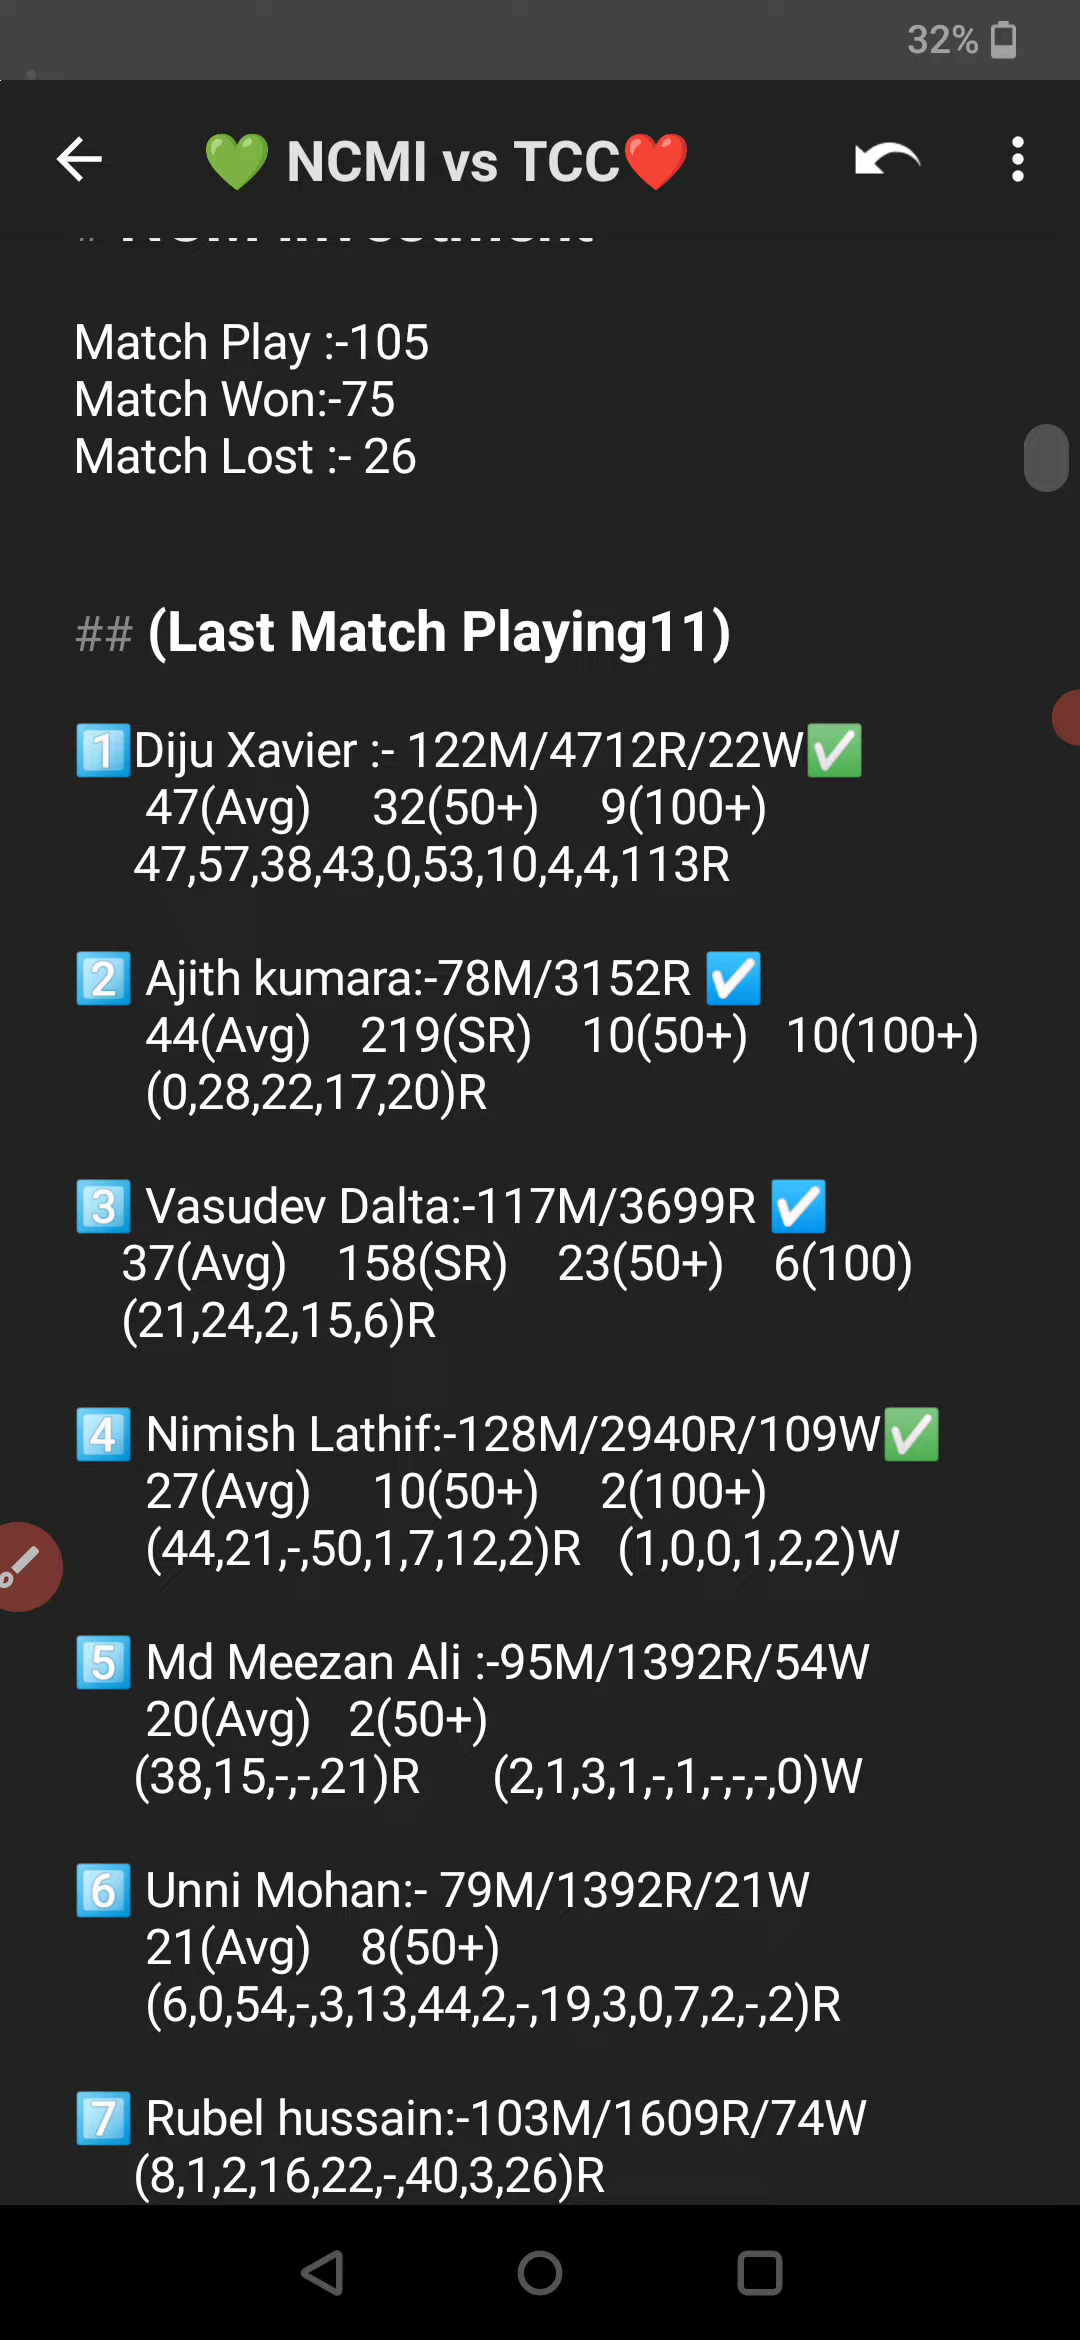 32%
💚 NCMI vs TCC❤️
Match Play :-105
Match Won:-75
Match Lost :- 26
## (Last Match Playing11)
1️⃣Diju Xavier :- 122M/4712R/22W✅
47(Avg) 32(50+) 9(100+)
47,57,38,43,0,53,10,4,4,113R
2️⃣ Ajith kumara:-78M/3152R ☑️
44(Avg) 219(SR) 10(50+) 10(100+)
(0,28,22,17,20)R
3️⃣ Vasudev Dalta:-117M/3699R ☑️
37(Avg) 158(SR) 23(50+) 6(100)
(21,24,2,15,6)R
4️⃣ Nimish Lathif:-128M/2940R/109W✅
27(Avg) 10(50+) 2(100+)
(44,21,-,50,1,7,12,2)R (1,0,0,1,2,2)W
5️⃣ Md Meezan Ali :-95M/1392R/54W
20(Avg) 2(50+)
(38,15,-,-,21)R (2,1,3,1,-,1,-,-,-,0)W
6️⃣ Unni Mohan:- 79M/1392R/21W
21(Avg) 8(50+)
(6,0,54,-,3,13,44,2,-,19,3,0,7,2,-,2)R
7️⃣ Rubel hussain:-103M/1609R/74W
(8,1,2,16,22,-,40,3,26)R